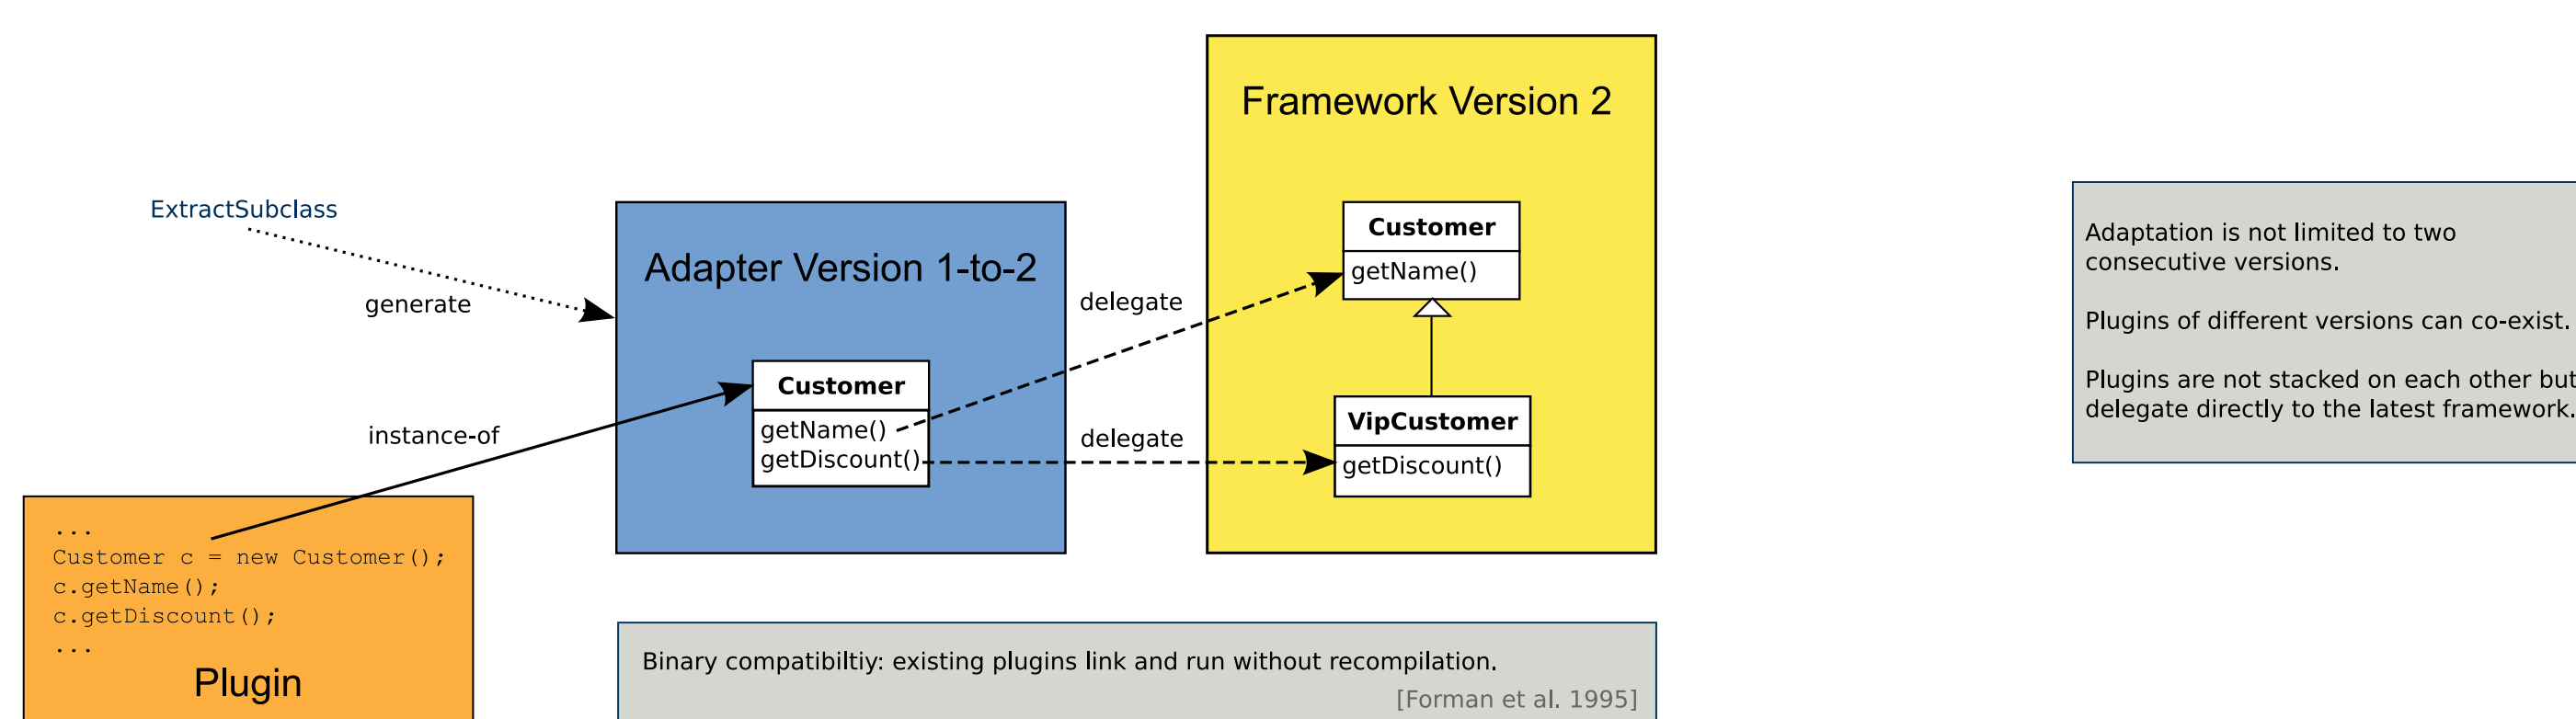 Framework Version 2
ExtractSubclass
generate
Adapter Version 1-to-2
Customer
getName()
getDiscount()
delegate
delegate
Customer
getName()
VipCustomer
getDiscount()
instance-of
...
Customer c = new Customer();
c.getName();
c.getDiscount();
...
Plugin
Binary compatibiltiy: existing plugins link and run without recompilation.
[Forman et al. 1995]
Adaptation is not limited to two
consecutive versions.
Plugins of different versions can co-exist.
Plugins are not stacked on each other but
delegate directly to the latest framework.